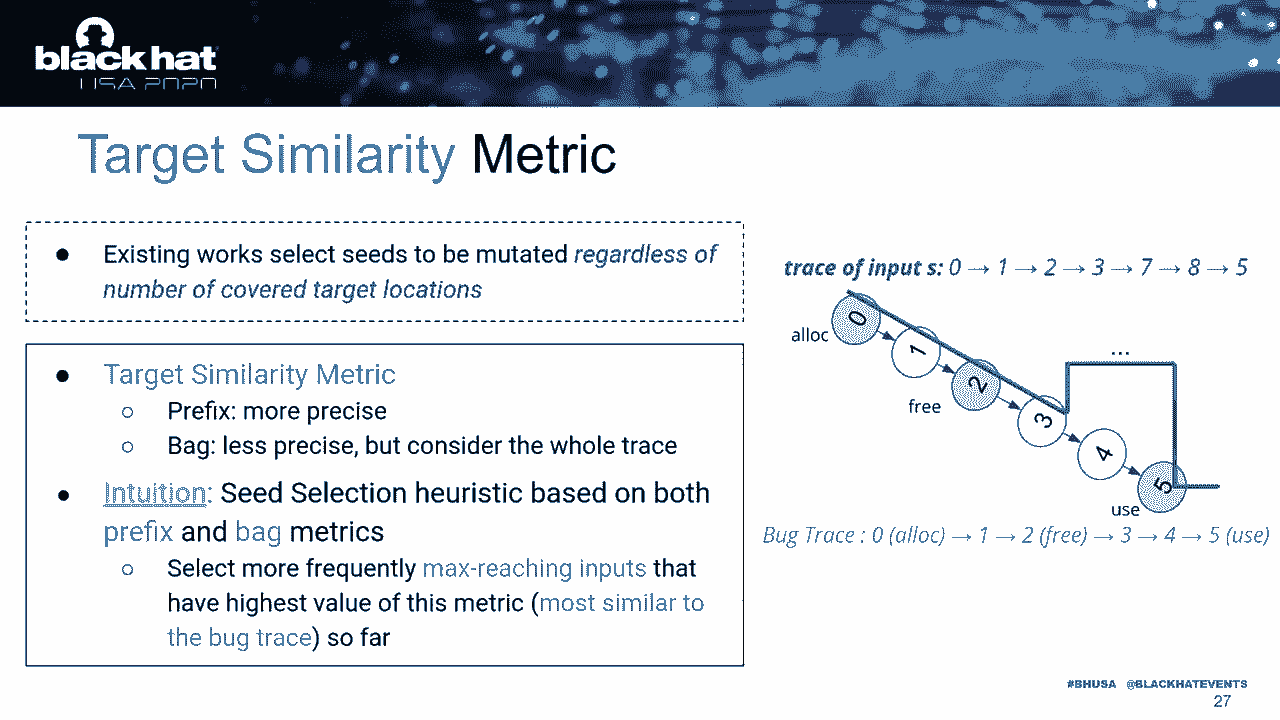 black hat
USA 2020
Target Similarity Metric
● Existing works select seeds to be mutated regardless of
number of covered target locations
● Target Similarity Metric
○ Prefix: more precise
○ Bag: less precise, but consider the whole trace
● Intuition: Seed Selection heuristic based on both
prefix and bag metrics
○ Select more frequently max-reaching inputs that
have highest value of this metric (most similar to
the bug trace) so far
trace of input s: 0 → 1 → 2 → 3 → 7 → 8 → 5
0
alloc
1
...
2
free
3
4
5
use
Bug Trace : 0 (alloc) → 1 → 2 (free) → 3 → 4 → 5 (use)
#BHUSA @BLACKHATEVENTS
27